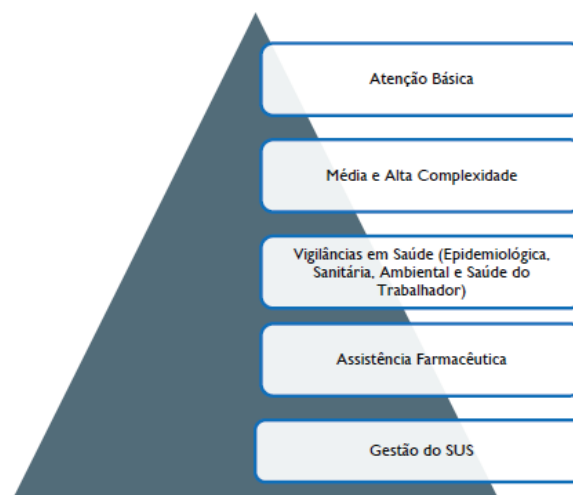 Atenção Básica
Média e Alta Complexidade
Vigilâncias em Saúde (Epidemiológica,
Sanitária, Ambiental e Saúde do
Trabalhador)
Assistência Farmacêutica
Gestão do SUS